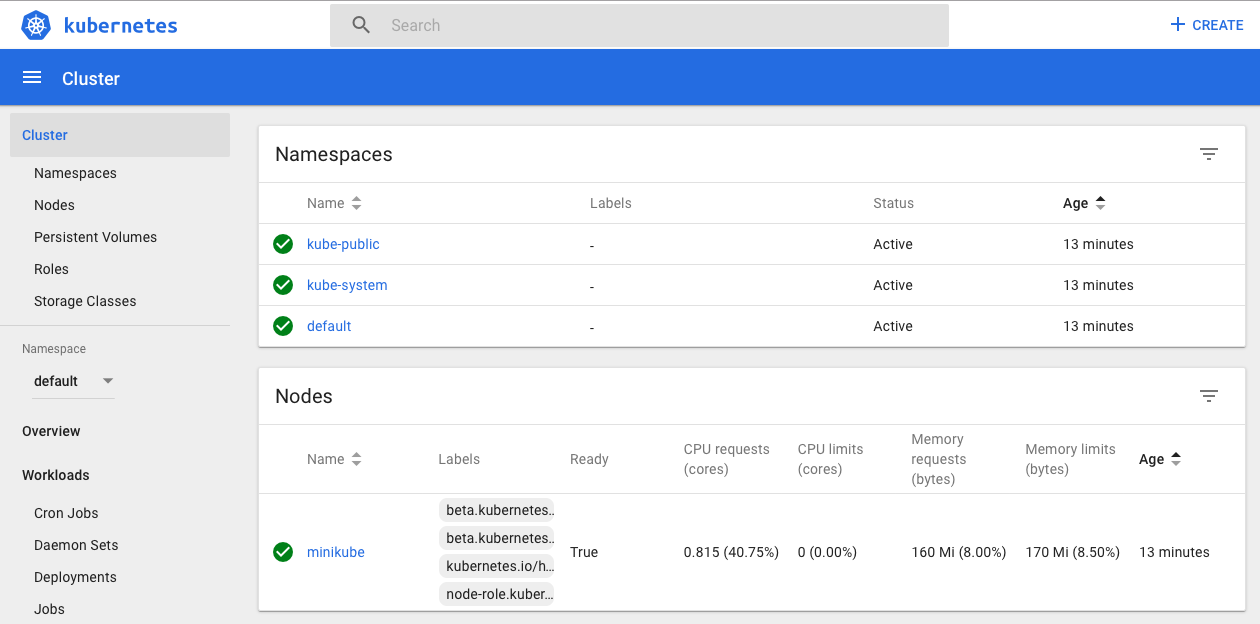 kubernetes
Search
CREATE
Cluster
Cluster
Namespaces
Nodes
Persistent Volumes
Roles
Storage Classes
Namespace
default
Overview
Workloads
Cron Jobs
Daemon Sets
Deployments
Jobs
Namespaces
Name Labels Status Age
kube-public - Active 13 minutes
kube-system - Active 13 minutes
default - Active 13 minutes
Nodes
Name Labels Ready CPU requests (cores) CPU limits (cores) Memory requests (bytes) Memory limits (bytes) Age
beta.kubernetes..
beta.kubernetes..
minikube True 0.815 (40.75%) 0 (0.00%) 160 Mi (8.00%) 170 Mi (8.50%) 13 minutes
kubernetes.io/h...
node-role.kuber...